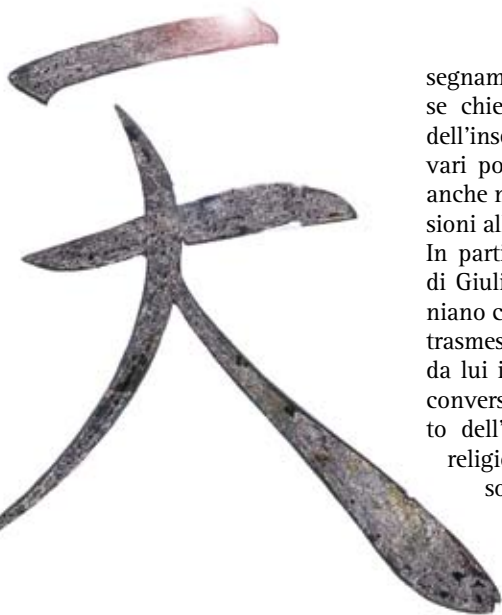 天
segnam
se chie
dell'inse
vari po
anche r
sioni al
In parti
di Giuli
niano c
trasmes
da lui i
convers
to dell'
religio
so